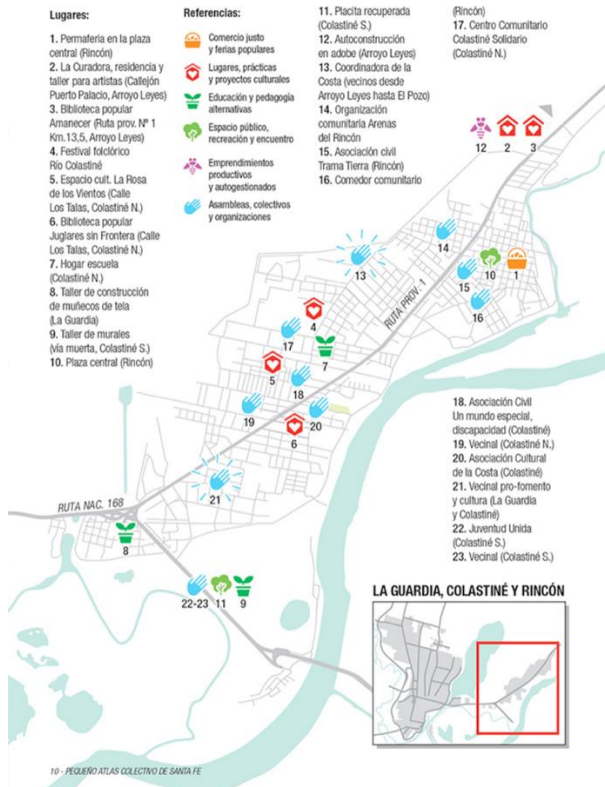 Lugares:
1. Permaferia en la plaza
central (Rincón)
2. La Curadora, residencia y
taller para artistas (Callejón
Puerto Palacio, Arroyo Leyes)
3. Biblioteca popular
Amanecer (Ruta prov. Nº 1
Km.13,5, Arroyo Leyes)
4. Festival folclórico
Río Colastiné
5. Espacio cult. La Rosa
de los Vientos (Calle
Los Talas, Colastiné N.)
6. Biblioteca popular
Juglares sin Frontera (Calle
Los Talas, Colastiné N.)
7. Hogar escuela
(Colastiné N.)
8. Taller de construcción
de muñecos de tela
(La Guardia)
9. Taller de murales
(vía muerta, Colastiné S.)
10. Plaza central (Rincón)
Referencias:
Comercio justo
y ferias populares
Lugares, prácticas
y proyectos culturales
Educación y pedagogía
alternativas
Espacio público,
recreación y encuentro
Emprendimientos
productivos
y autogestionados
Asambleas, colectivos
y organizaciones
11. Placita recuperada
(Colastiné S.)
12. Autoconstrucción
en adobe (Arroyo Leyes)
13. Coordinadora de la
Costa (vecinos desde
Arroyo Leyes hasta El Pozo)
14. Organización
comunitaria Arenas
del Rincón
15. Asociación civil
Trama Tierra (Rincón)
16. Comedor comunitario
(Rincón)
17. Centro Comunitario
Colastiné Solidario
(Colastiné N.)
12
2
3
14
13
15
10
1
16
RUTA PROV. 1
4
17
7
5
18
19
20
6
21
RUTA NAC. 168
8
22-23
11
9
18. Asociación Civil
Un mundo especial,
discapacidad (Colastiné)
19. Vecinal (Colastiné N.)
20. Asociación Cultural
de la Costa (Colastiné)
21. Vecinal pro-fomento
y cultura (La Guardia
y Colastiné)
22. Juventud Unida
(Colastiné S.)
23. Vecinal (Colastiné S.)
LA GUARDIA, COLASTINÉ Y RINCÓN
10 - PEQUEÑO ATLAS COLECTIVO DE SANTA FE